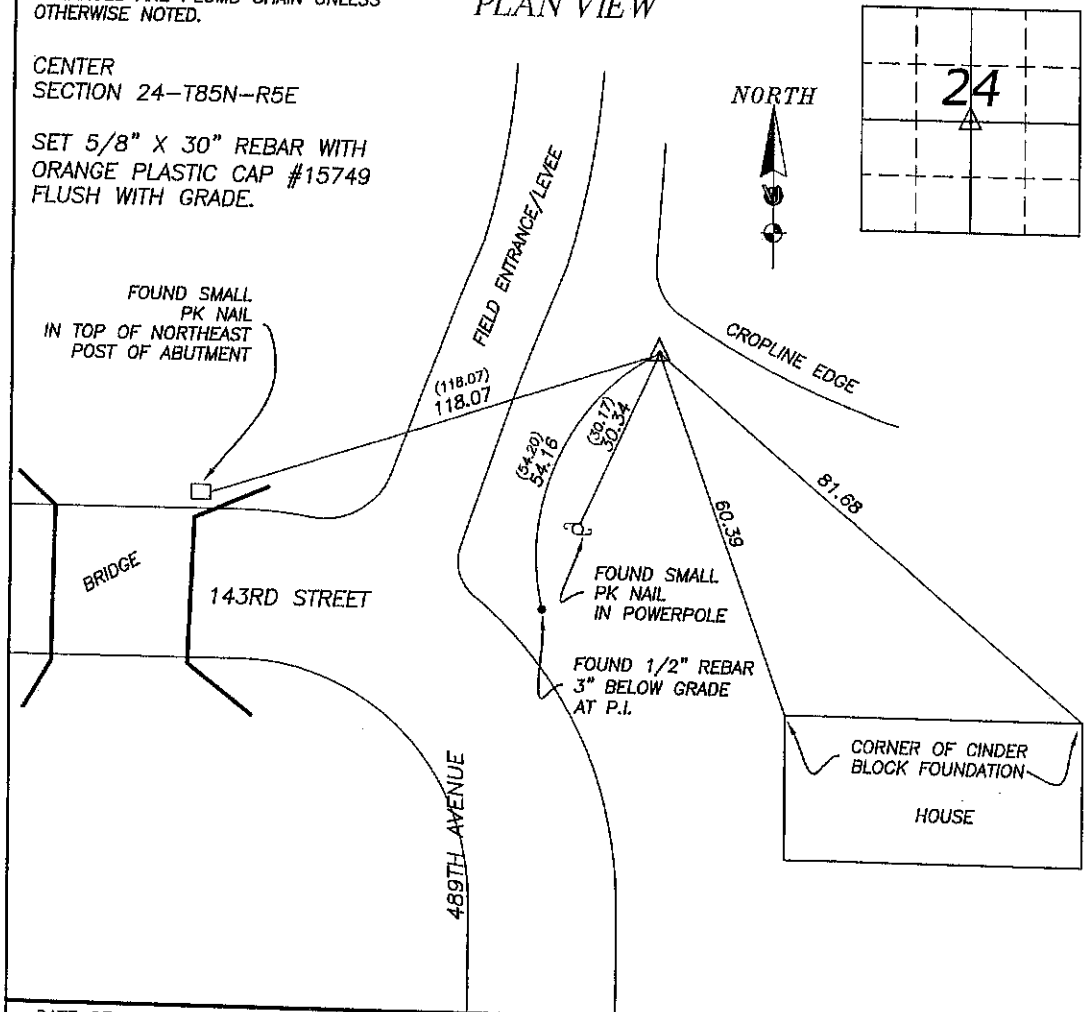 PLAN VIEW
OTHERWISE NOTED.
CENTER
SECTION 24-T85N-R5E
SET 5/8" X 30" REBAR WITH
ORANGE PLASTIC CAP #15749
FLUSH WITH GRADE.
NORTH
24
FOUND SMALL
PK NAIL
IN TOP OF NORTHEAST
POST OF ABUTMENT
FIELD ENTRANCE/LEVEE
CROPLINE EDGE
(118.07)
118.07
(54.20)
54.16
(30.17)
30.34
60.39
81.68
BRIDGE
143RD STREET
FOUND SMALL
PK NAIL
IN POWERPOLE
FOUND 1/2" REBAR
3" BELOW GRADE
AT P.I.
CORNER OF CINDER
BLOCK FOUNDATION
HOUSE
489TH AVENUE